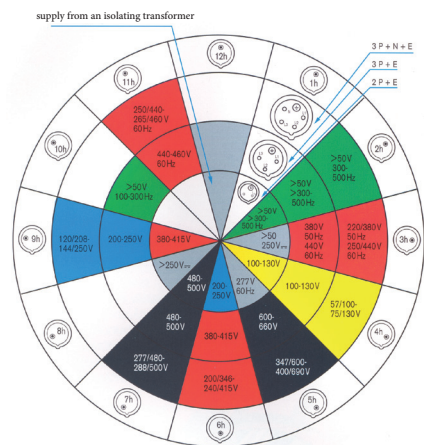 supply from an isolating transformer
3 P + N + E
3 P + E
2 P + E
12h
1h
2h
3h
4h
5h
6h
7h
8h
9h
10h
11h
250/440-
265/460 V
60Hz
440-460V
60Hz
>50V
100-300Hz
>50V
300-
500Hz
>50V
300-
500Hz
>50V
>300-
500Hz
120/208-
144/250V
200-250V
380-415V
>50
250V
380V
50Hz
440V
60Hz
220/380V
50Hz
250/440V
60Hz
>250V
480-
500V
200-
250V
277V
60Hz
100-130V
100-130V
57/100-
75/130V
480-
500V
277/480-
288/500V
380-415V
200/346-
240/415V
600-
660V
347/600-
400/690V